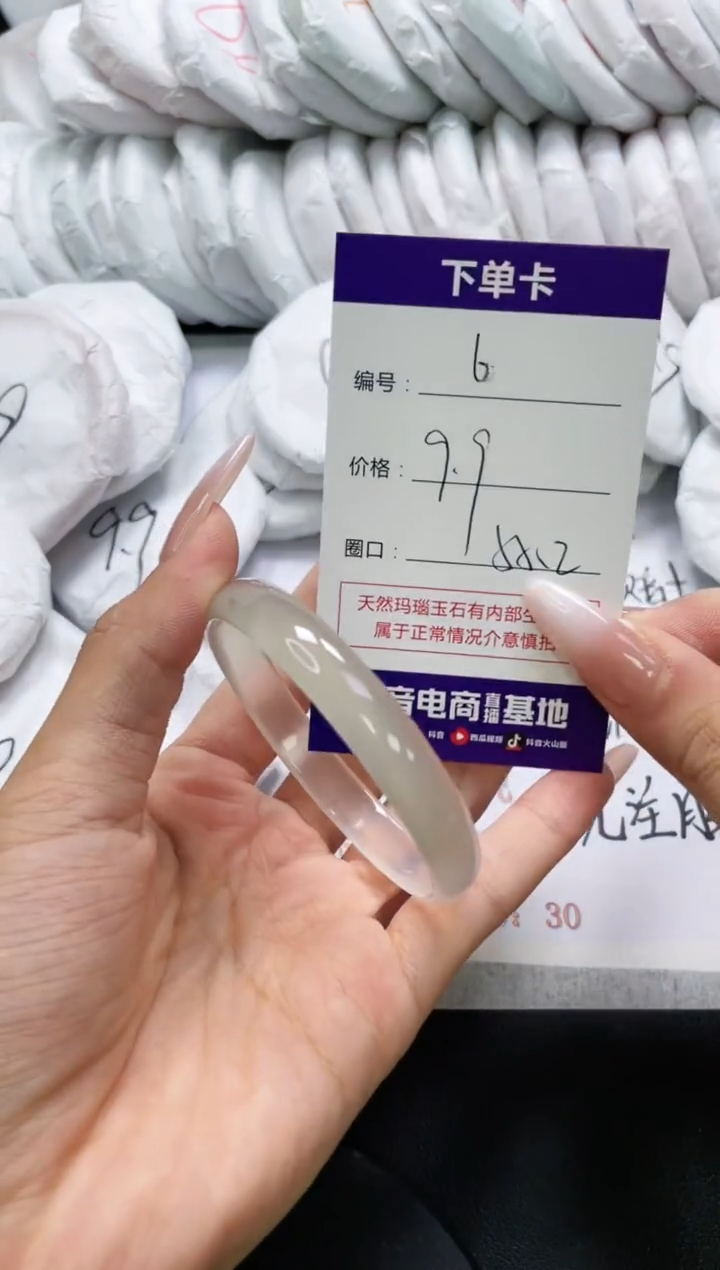 下单卡
编号： 6
价格： 9.9
圈口：
天然玛瑙玉石有内部生
属于正常情况介意慎拍
音电商直播基地
抖音 西瓜视频 抖音火山版
9.9
30